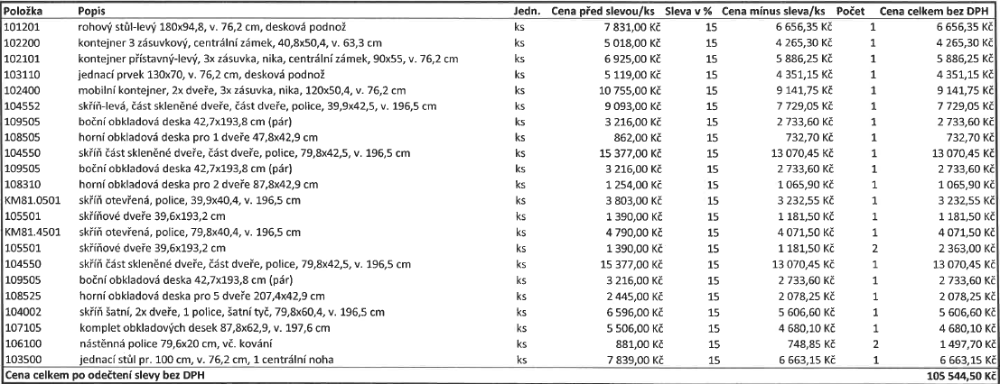 Položka Popis Jedn. Cena před slevou/ks Sleva v % Cena mínus sleva/ks Počet Cena celkem bez DPH
101201 rohový stůl-levý 180x94,8, v. 76,2 cm, desková podnož ks 7 831,00 Kč 15 6 656,35 Kč 1 6 656,35 Kč
102200 kontejner 3 zásuvkový, centrální zámek, 40,8x50,4, v. 63,3 cm ks 5 018,00 Kč 15 4 265,30 Kč 1 4 265,30 Kč
102101 kontejner přístavný-levý, 3x zásuvka, nika, centrální zámek, 90x55, v. 76,2 cm ks 6 925,00 Kč 15 5 886,25 Kč 1 5 886,25 Kč
103110 jednací prvek 130x70, v. 76,2 cm, desková podnož ks 5 119,00 Kč 15 4 351,15 Kč 1 4 351,15 Kč
102400 mobilní kontejner, 2x dveře, 3x zásuvka, nika, 120x50,4, v. 76,2 cm ks 10 755,00 Kč 15 9 141,75 Kč 1 9 141,75 Kč
104552 skříň-levá, část skleněné dveře, část dveře, police, 39,9x42,5, v. 196,5 cm ks 9 093,00 Kč 15 7 729,05 Kč 1 7 729,05 Kč
109505 boční obkladová deska 42,7x193,8 cm (pár) ks 3 216,00 Kč 15 2 733,60 Kč 1 2 733,60 Kč
108505 horní obkladová deska pro 1 dveře 47,8x42,9 cm ks 862,00 Kč 15 732,70 Kč 1 732,70 Kč
104550 skříň část skleněné dveře, část dveře, police, 79,8x42,5, v. 196,5 cm ks 15 377,00 Kč 15 13 070,45 Kč 1 13 070,45 Kč
109505 boční obkladová deska 42,7x193,8 cm (pár) ks 3 216,00 Kč 15 2 733,60 Kč 1 2 733,60 Kč
108310 horní obkladová deska pro 2 dveře 87,8x42,9 cm ks 1 254,00 Kč 15 1 065,90 Kč 1 1 065,90 Kč
KM81.0501 skříň otevřená, police, 39,9x40,4, v. 196,5 cm ks 3 803,00 Kč 15 3 232,55 Kč 1 3 232,55 Kč
105501 skříňové dveře 39,6x193,2 cm ks 1 390,00 Kč 15 1 181,50 Kč 1 1 181,50 Kč
KM81.4501 skříň otevřená, police, 79,8x40,4, v. 196,5 cm ks 4 790,00 Kč 15 4 071,50 Kč 1 4 071,50 Kč
105501 skříňové dveře 39,6x193,2 cm ks 1 390,00 Kč 15 1 181,50 Kč 2 2 363,00 Kč
104550 skříň část skleněné dveře, část dveře, police, 79,8x42,5, v. 196,5 cm ks 15 377,00 Kč 15 13 070,45 Kč 1 13 070,45 Kč
109505 boční obkladová deska 42,7x193,8 cm (pár) ks 3 216,00 Kč 15 2 733,60 Kč 1 2 733,60 Kč
108525 horní obkladová deska pro 5 dveře 207,4x42,9 cm ks 2 445,00 Kč 15 2 078,25 Kč 1 2 078,25 Kč
104002 skříň šatní, 2x dveře, 1 police, šatní tyč, 79,8x60,4, v. 196,5 cm ks 6 596,00 Kč 15 5 606,60 Kč 1 5 606,60 Kč
107105 komplet obkladových desek 87,8x62,9, v. 197,6 cm ks 5 506,00 Kč 15 4 680,10 Kč 1 4 680,10 Kč
106100 nástěnná police 79,6x20 cm, vč. kování ks 881,00 Kč 15 748,85 Kč 2 1 497,70 Kč
103500 jednací stůl pr. 100 cm, v. 76,2 cm, 1 centrální noha ks 7 839,00 Kč 15 6 663,15 Kč 1 6 663,15 Kč
Cena celkem po odečtení slevy bez DPH 105 544,50 Kč